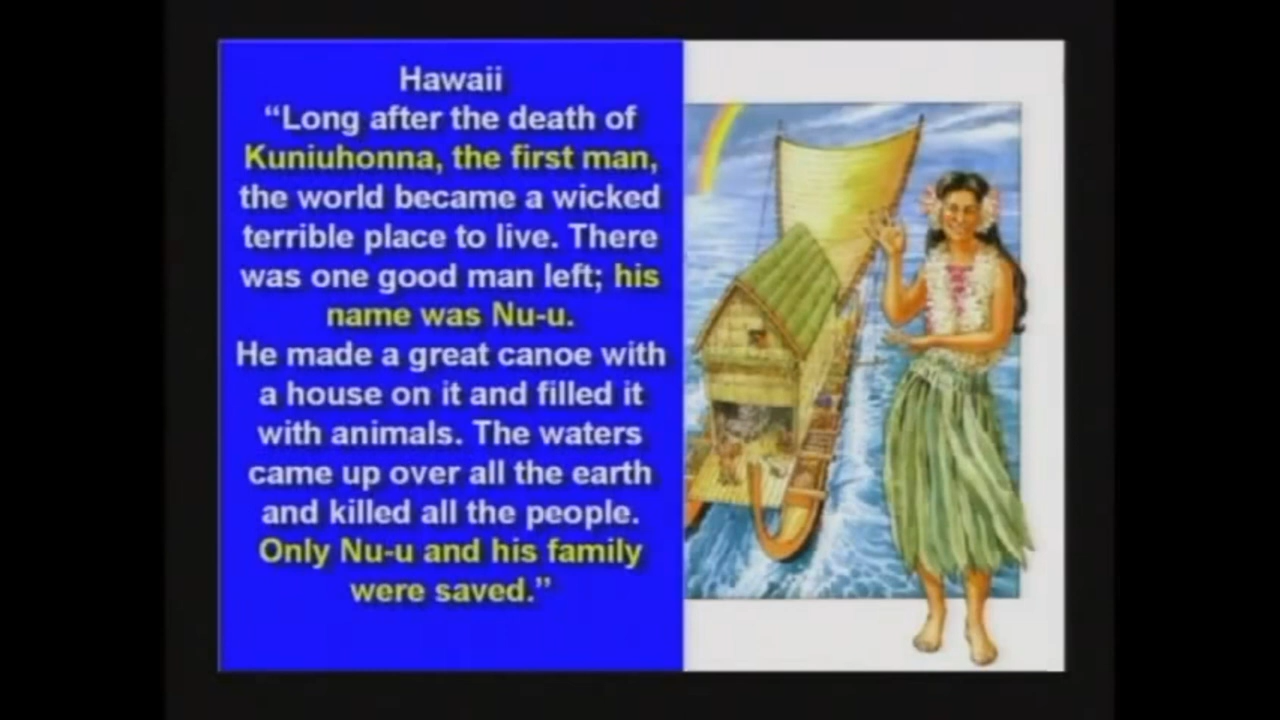 Hawaii
“Long after the death of
Kuniuhonna, the first man,
the world became a wicked
terrible place to live. There
was one good man left; his
name was Nu-u.
He made a great canoe with
a house on it and filled it
with animals. The waters
came up over all the earth
and killed all the people.
Only Nu-u and his family
were saved.”